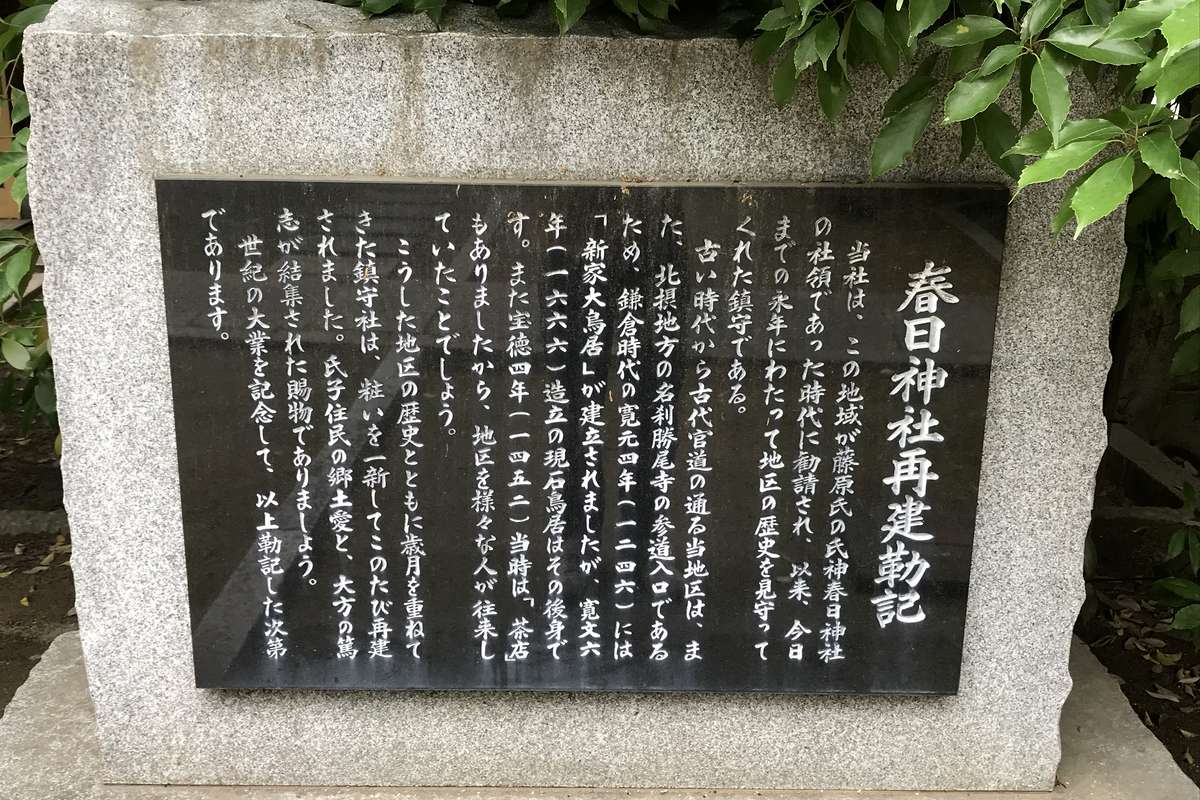 春日神社再建勒記
当社は、この地域が藤原氏の氏神春日神社
の社領であった時代に勧請され、以来、今日
までの永年にわたって地区の歴史を見守って
くれた鎮守である。
古い時代から古代官道の通る当地区は、ま
た、北摂地方の名刹勝尾寺の参道入口である
ため、鎌倉時代の寛元四年(一二四六)には
「新家大鳥居」が建立されましたが、寛文六
年(一六六六)造立の現石鳥居はその後身で
す。また宝徳四年(一四五二)当時は「茶店」
もありましたから、地区を様々な人が往来し
ていたことでしょう。
こうした地区の歴史とともに歳月を重ねて
きた鎮守社は、粧いを一新してこのたび再建
されました。氏子住民の郷土愛と、大方の篤
志が結集された賜物でありましょう。
世紀の大業を記念して、以上勒記した次第
であります。